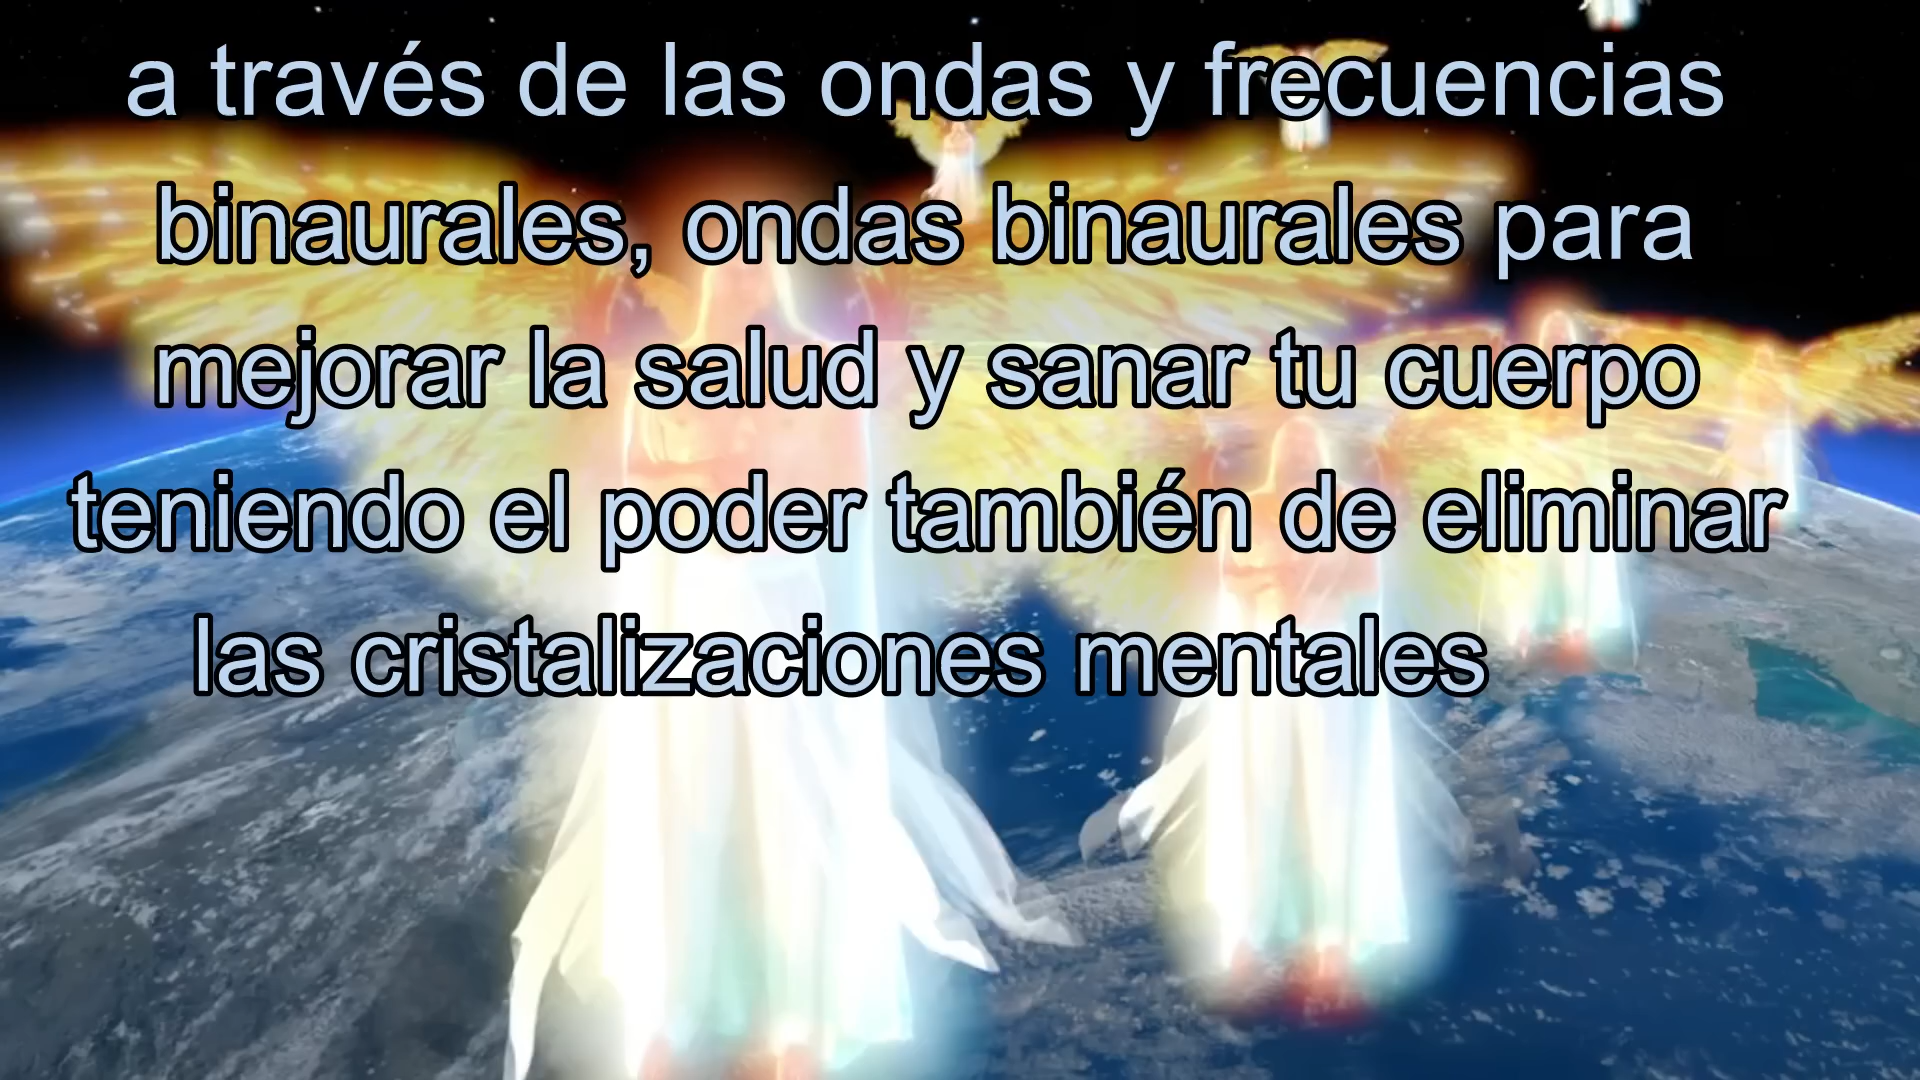 a través de las ondas y frecuencias
binaurales, ondas binaurales para
mejorar la salud y sanar tu cuerpo
teniendo el poder también de eliminar
las cristalizaciones mentales